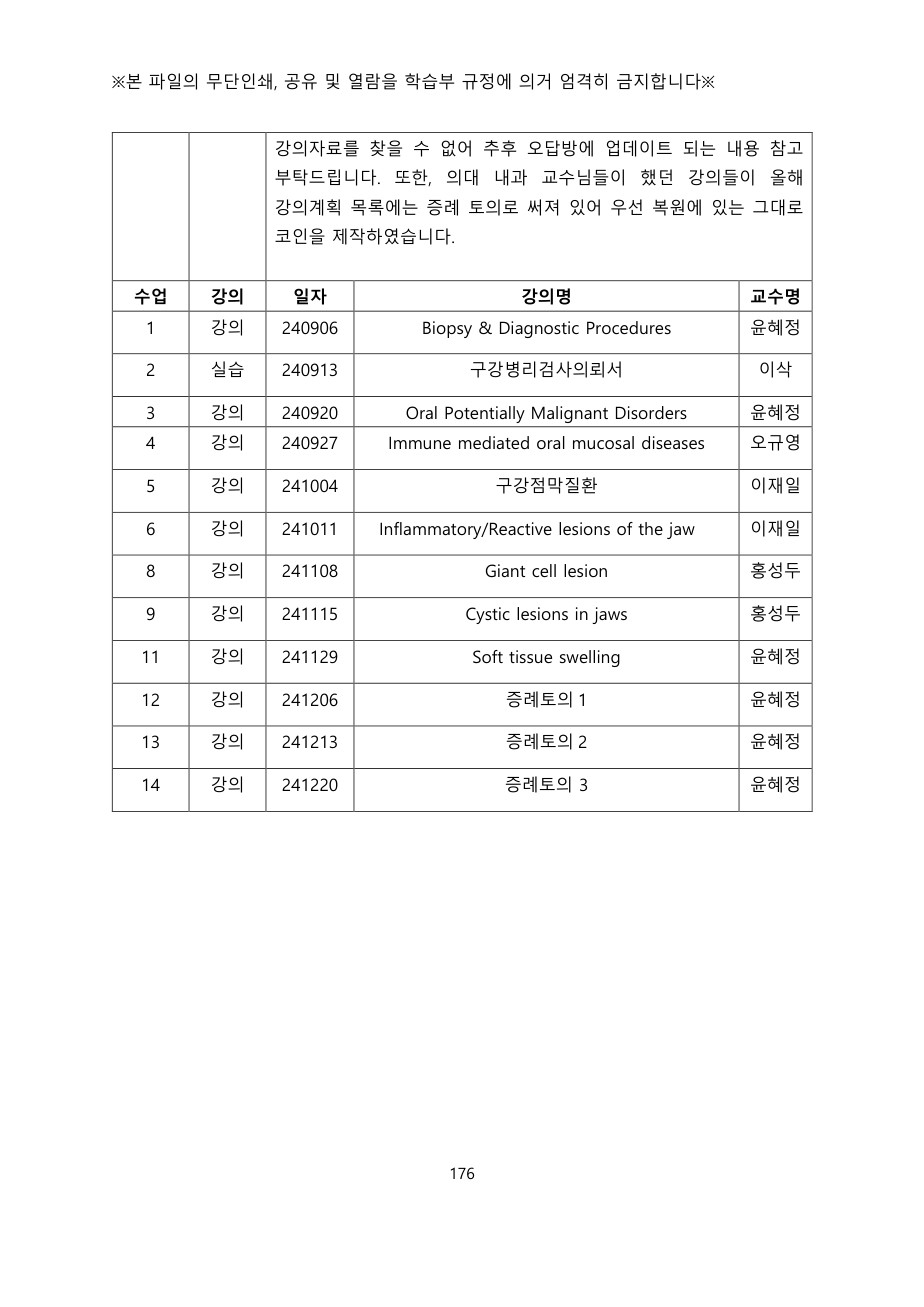 ※본 파일의 무단인쇄, 공유 및 열람을 학습부 규정에 의거 엄격히 금지합니다※
강의자료를 찾을 수 없어 추후 오답방에 업데이트 되는 내용 참고
부탁드립니다. 또한, 의대 내과 교수님들이 했던 강의들이 올해
강의계획 목록에는 증례 토의로 써져 있어 우선 복원에 있는 그대로
코인을 제작하였습니다.
수업 강의 일자 강의명 교수명
1 강의 240906 Biopsy & Diagnostic Procedures 윤혜정
2 실습 240913 구강병리검사의뢰서 이삭
3 강의 240920 Oral Potentially Malignant Disorders 윤혜정
4 강의 240927 Immune mediated oral mucosal diseases 오규영
5 강의 241004 구강점막질환 이재일
6 강의 241011 Inflammatory/Reactive lesions of the jaw 이재일
8 강의 241108 Giant cell lesion 홍성두
9 강의 241115 Cystic lesions in jaws 홍성두
11 강의 241129 Soft tissue swelling 윤혜정
12 강의 241206 증례토의 1 윤혜정
13 강의 241213 증례토의 2 윤혜정
14 강의 241220 증례토의 3 윤혜정
176